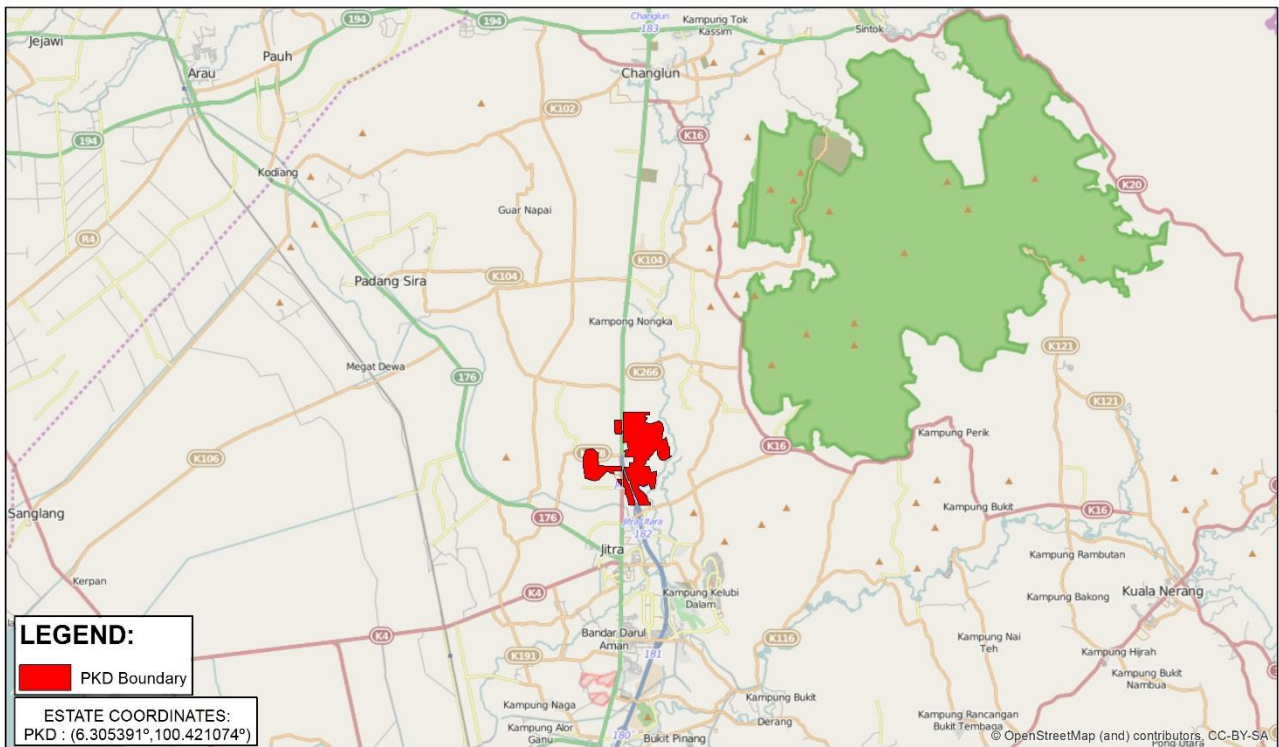 194
194
Changlun
183
Kampung Tok
Kassim
Sintok
Jejawi
Pauh
Arau
Changlun
K102
194
K16
Kodiang
K20
Guar Napai
R4
K104
K104
Padang Sira
Kampong Nongka
Megat Dewa
K121
176
K266
K121
Kampung Perik
K16
K106
Kampung Bukit
K16
Sanglang
176
Jitra Utara
182
Jitra
Kampung Rambutan
Kerpan
K4
Kampung Kelubi
Dalam
Kampung Bakong
Kuala Nerang
K4
Bandar Darul
Aman
K116
Kampung Nai
Teh
K191
181
Kampung Hijrah
Kampung Bukit
Nambua
Kampung Naga
Kampung Bukit
Kampung Alor
Ganu
180
Bukit Pinang
Derang
Kampung Rancangan
Bukit Tembaga
LEGEND:
PKD Boundary
ESTATE COORDINATES:
PKD : (6.305391º,100.421074º)
© OpenStreetMap (and) contributors, CC-BY-SA